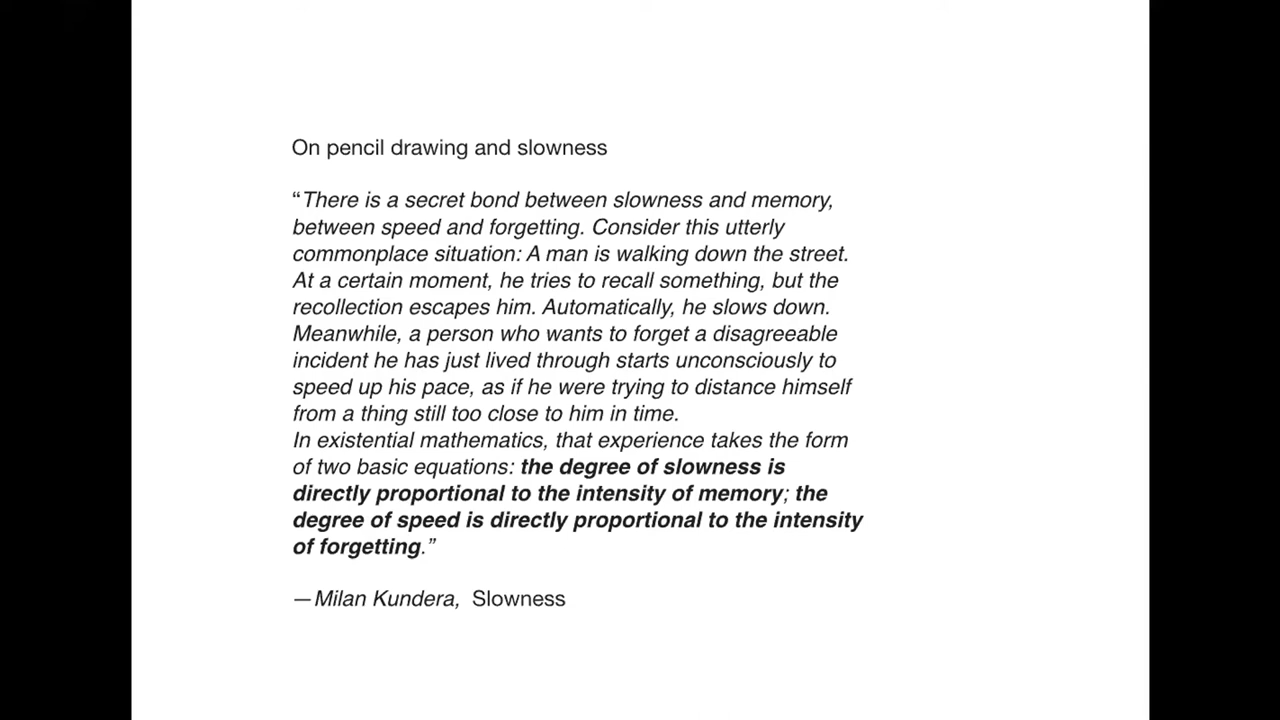 On pencil drawing and slowness
“There is a secret bond between slowness and memory,
between speed and forgetting. Consider this utterly
commonplace situation: A man is walking down the street.
At a certain moment, he tries to recall something, but the
recollection escapes him. Automatically, he slows down.
Meanwhile, a person who wants to forget a disagreeable
incident he has just lived through starts unconsciously to
speed up his pace, as if he were trying to distance himself
from a thing still too close to him in time.
In existential mathematics, that experience takes the form
of two basic equations: the degree of slowness is
directly proportional to the intensity of memory; the
degree of speed is directly proportional to the intensity
of forgetting.”
—Milan Kundera, Slowness